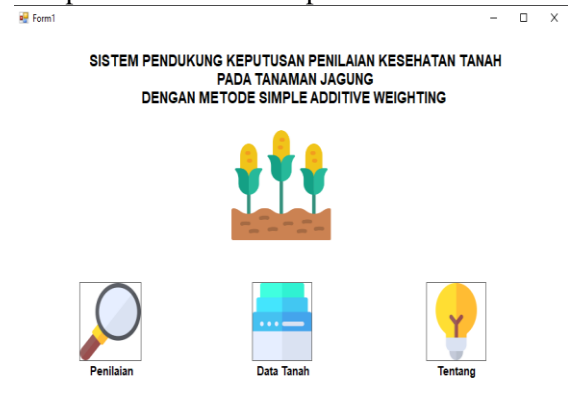 Form1
SISTEM PENDUKUNG KEPUTUSAN PENILAIAN KESEHATAN TANAH
PADA TANAMAN JAGUNG
DENGAN METODE SIMPLE ADDITIVE WEIGHTING
Penilaian
Data Tanah
Tentang